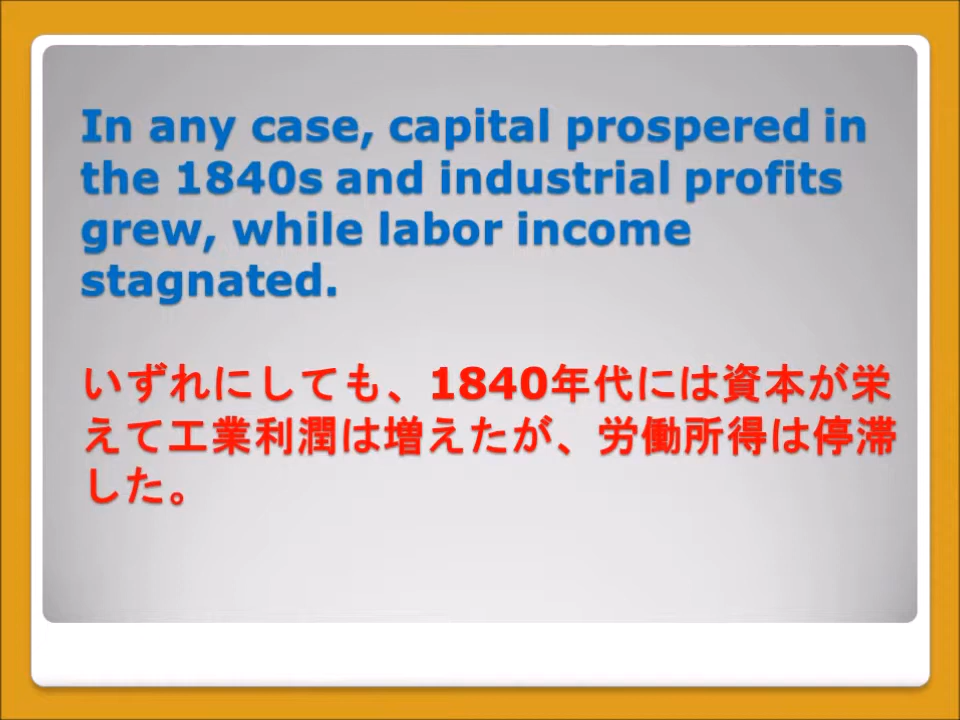 In any case, capital prospered in
the 1840s and industrial profits
grew, while labor income
stagnated.
いずれにしても、1840年代には資本が栄
えて工業利潤は増えたが、労働所得は停滞
した。